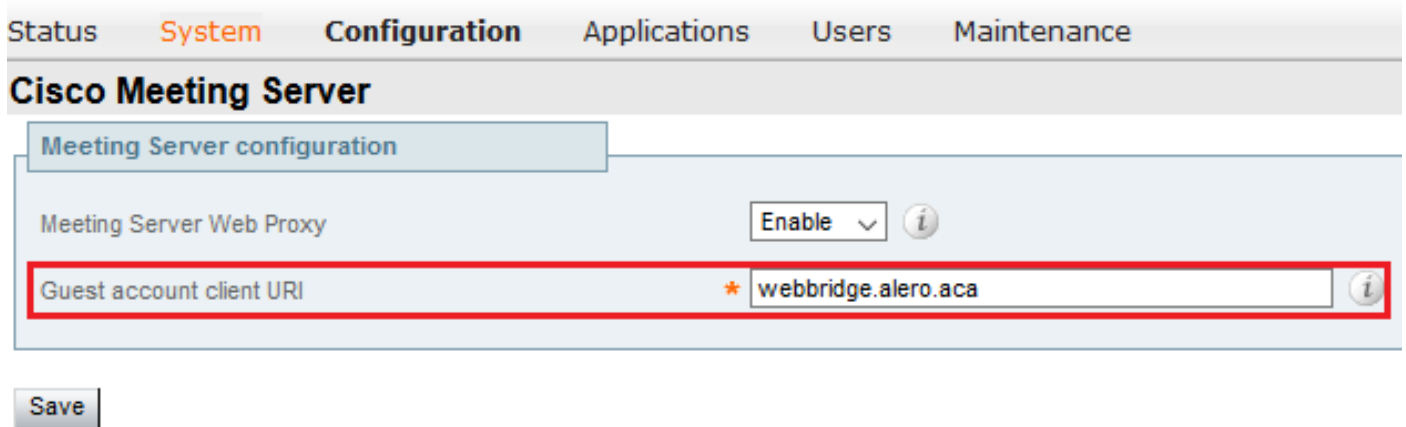 Status System Configuration Applications Users Maintenance
Cisco Meeting Server
Meeting Server configuration
Meeting Server Web Proxy Enable i
Guest account client URI * webbridge.alero.aca i
Save